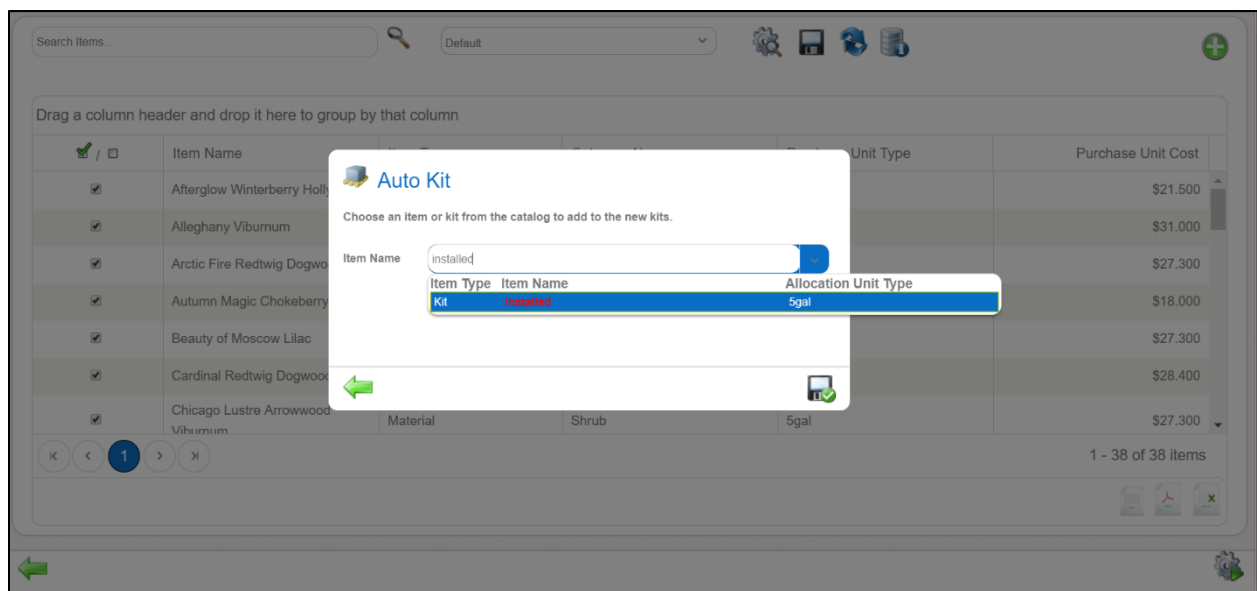 Search Items...
Default
Drag a column header and drop it here to group by that column
/ Item Name Unit Type Purchase Unit Cost
Afterglow Winterberry Holly $21.500
Alleghany Viburnum $31.000
Arctic Fire Redtwig Dogwo $27.300
Autumn Magic Chokeberry $18.000
Beauty of Moscow Lilac $27.300
Cardinal Redtwig Dogwood $28.400
Chicago Lustre Arrowwood
Viburnum Material Shrub 5gal $27.300
Auto Kit
Choose an item or kit from the catalog to add to the new kits.
Item Name installed
Item Type Item Name Allocation Unit Type
Kit Installed 5gal
1
1 - 38 of 38 items